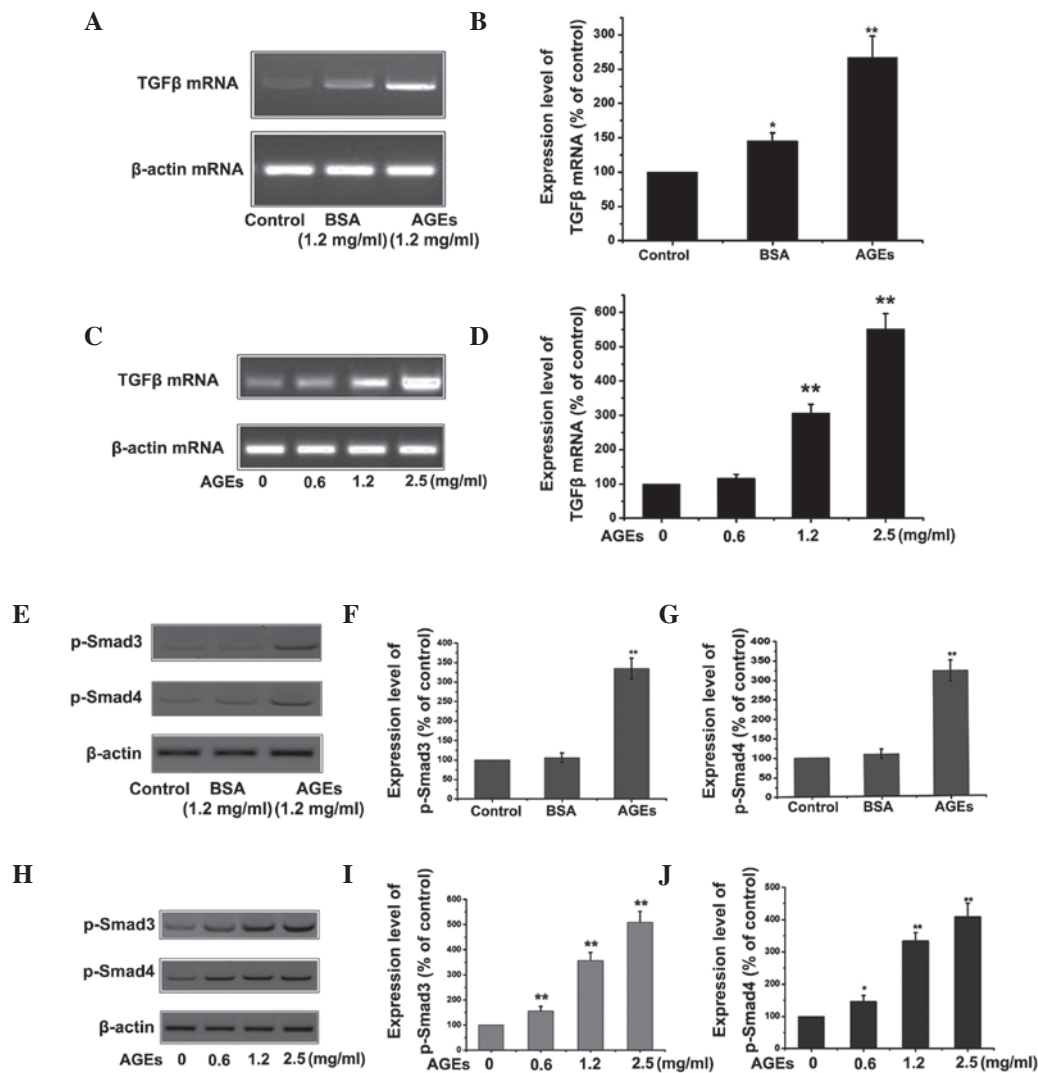 A
TGFβ mRNA
β-actin mRNA
Control BSA AGEs
(1.2 mg/ml) (1.2 mg/ml)
B
Expression level of
TGFβ mRNA (% of control)
300
250
200
150
100
50
0
* **
Control BSA AGEs
C
TGFβ mRNA
β-actin mRNA
AGEs 0 0.6 1.2 2.5 (mg/ml)
D
Expression level of
TGFβ mRNA (% of control)
600
500
400
300
200
100
0
** **
AGEs 0 0.6 1.2 2.5 (mg/ml)
E
p-Smad3
p-Smad4
β-actin
Control BSA AGEs
(1.2 mg/ml) (1.2 mg/ml)
F
Expression level of
p-Smad3 (% of control)
400
350
300
250
200
150
100
50
0
**
Control BSA AGEs
G
Expression level of
p-Smad4 (% of control)
400
350
300
250
200
150
100
50
0
**
Control BSA AGEs
H
p-Smad3
p-Smad4
β-actin
AGEs 0 0.6 1.2 2.5 (mg/ml)
I
Expression level of
p-Smad3 (% of control)
600
500
400
300
200
100
0
** ** **
AGEs 0 0.6 1.2 2.5 (mg/ml)
J
Expression level of
p-Smad4 (% of control)
500
400
300
200
100
0
* ** **
AGEs 0 0.6 1.2 2.5 (mg/ml)